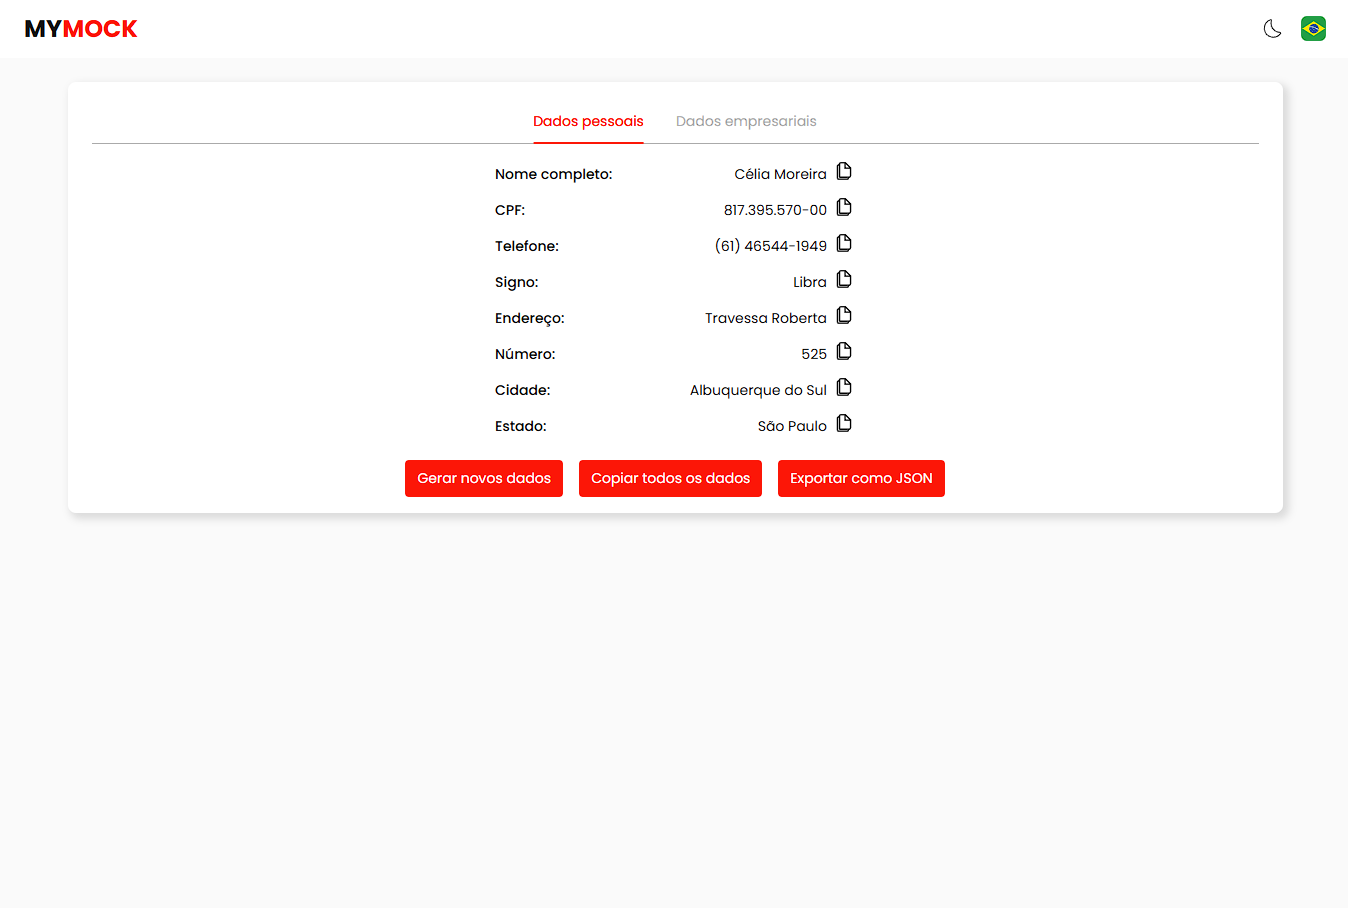 MYMOCK
Dados pessoais Dados empresariais
Nome completo: Célia Moreira
CPF: 817.395.570-00
Telefone: (61) 46544-1949
Signo: Libra
Endereço: Travessa Roberta
Número: 525
Cidade: Albuquerque do Sul
Estado: São Paulo
Gerar novos dados Copiar todos os dados Exportar como JSON